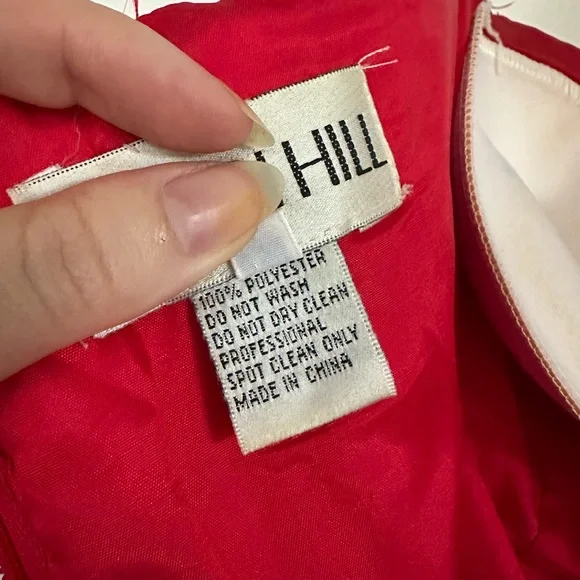 HILL
100% POLYESTER
DO NOT WASH
DO NOT DRY CLEAN
PROFESSIONAL
SPOT CLEAN ONLY
MADE IN CHINA